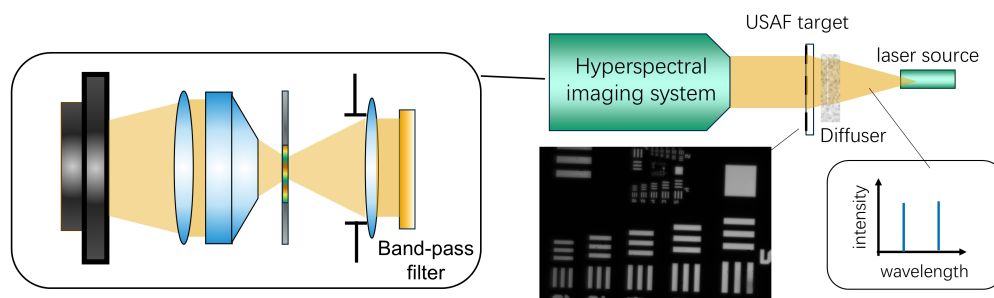 Band-pass
filter
Hyperspectral
imaging system
USAF target
laser source
Diffuser
intensity
wavelength